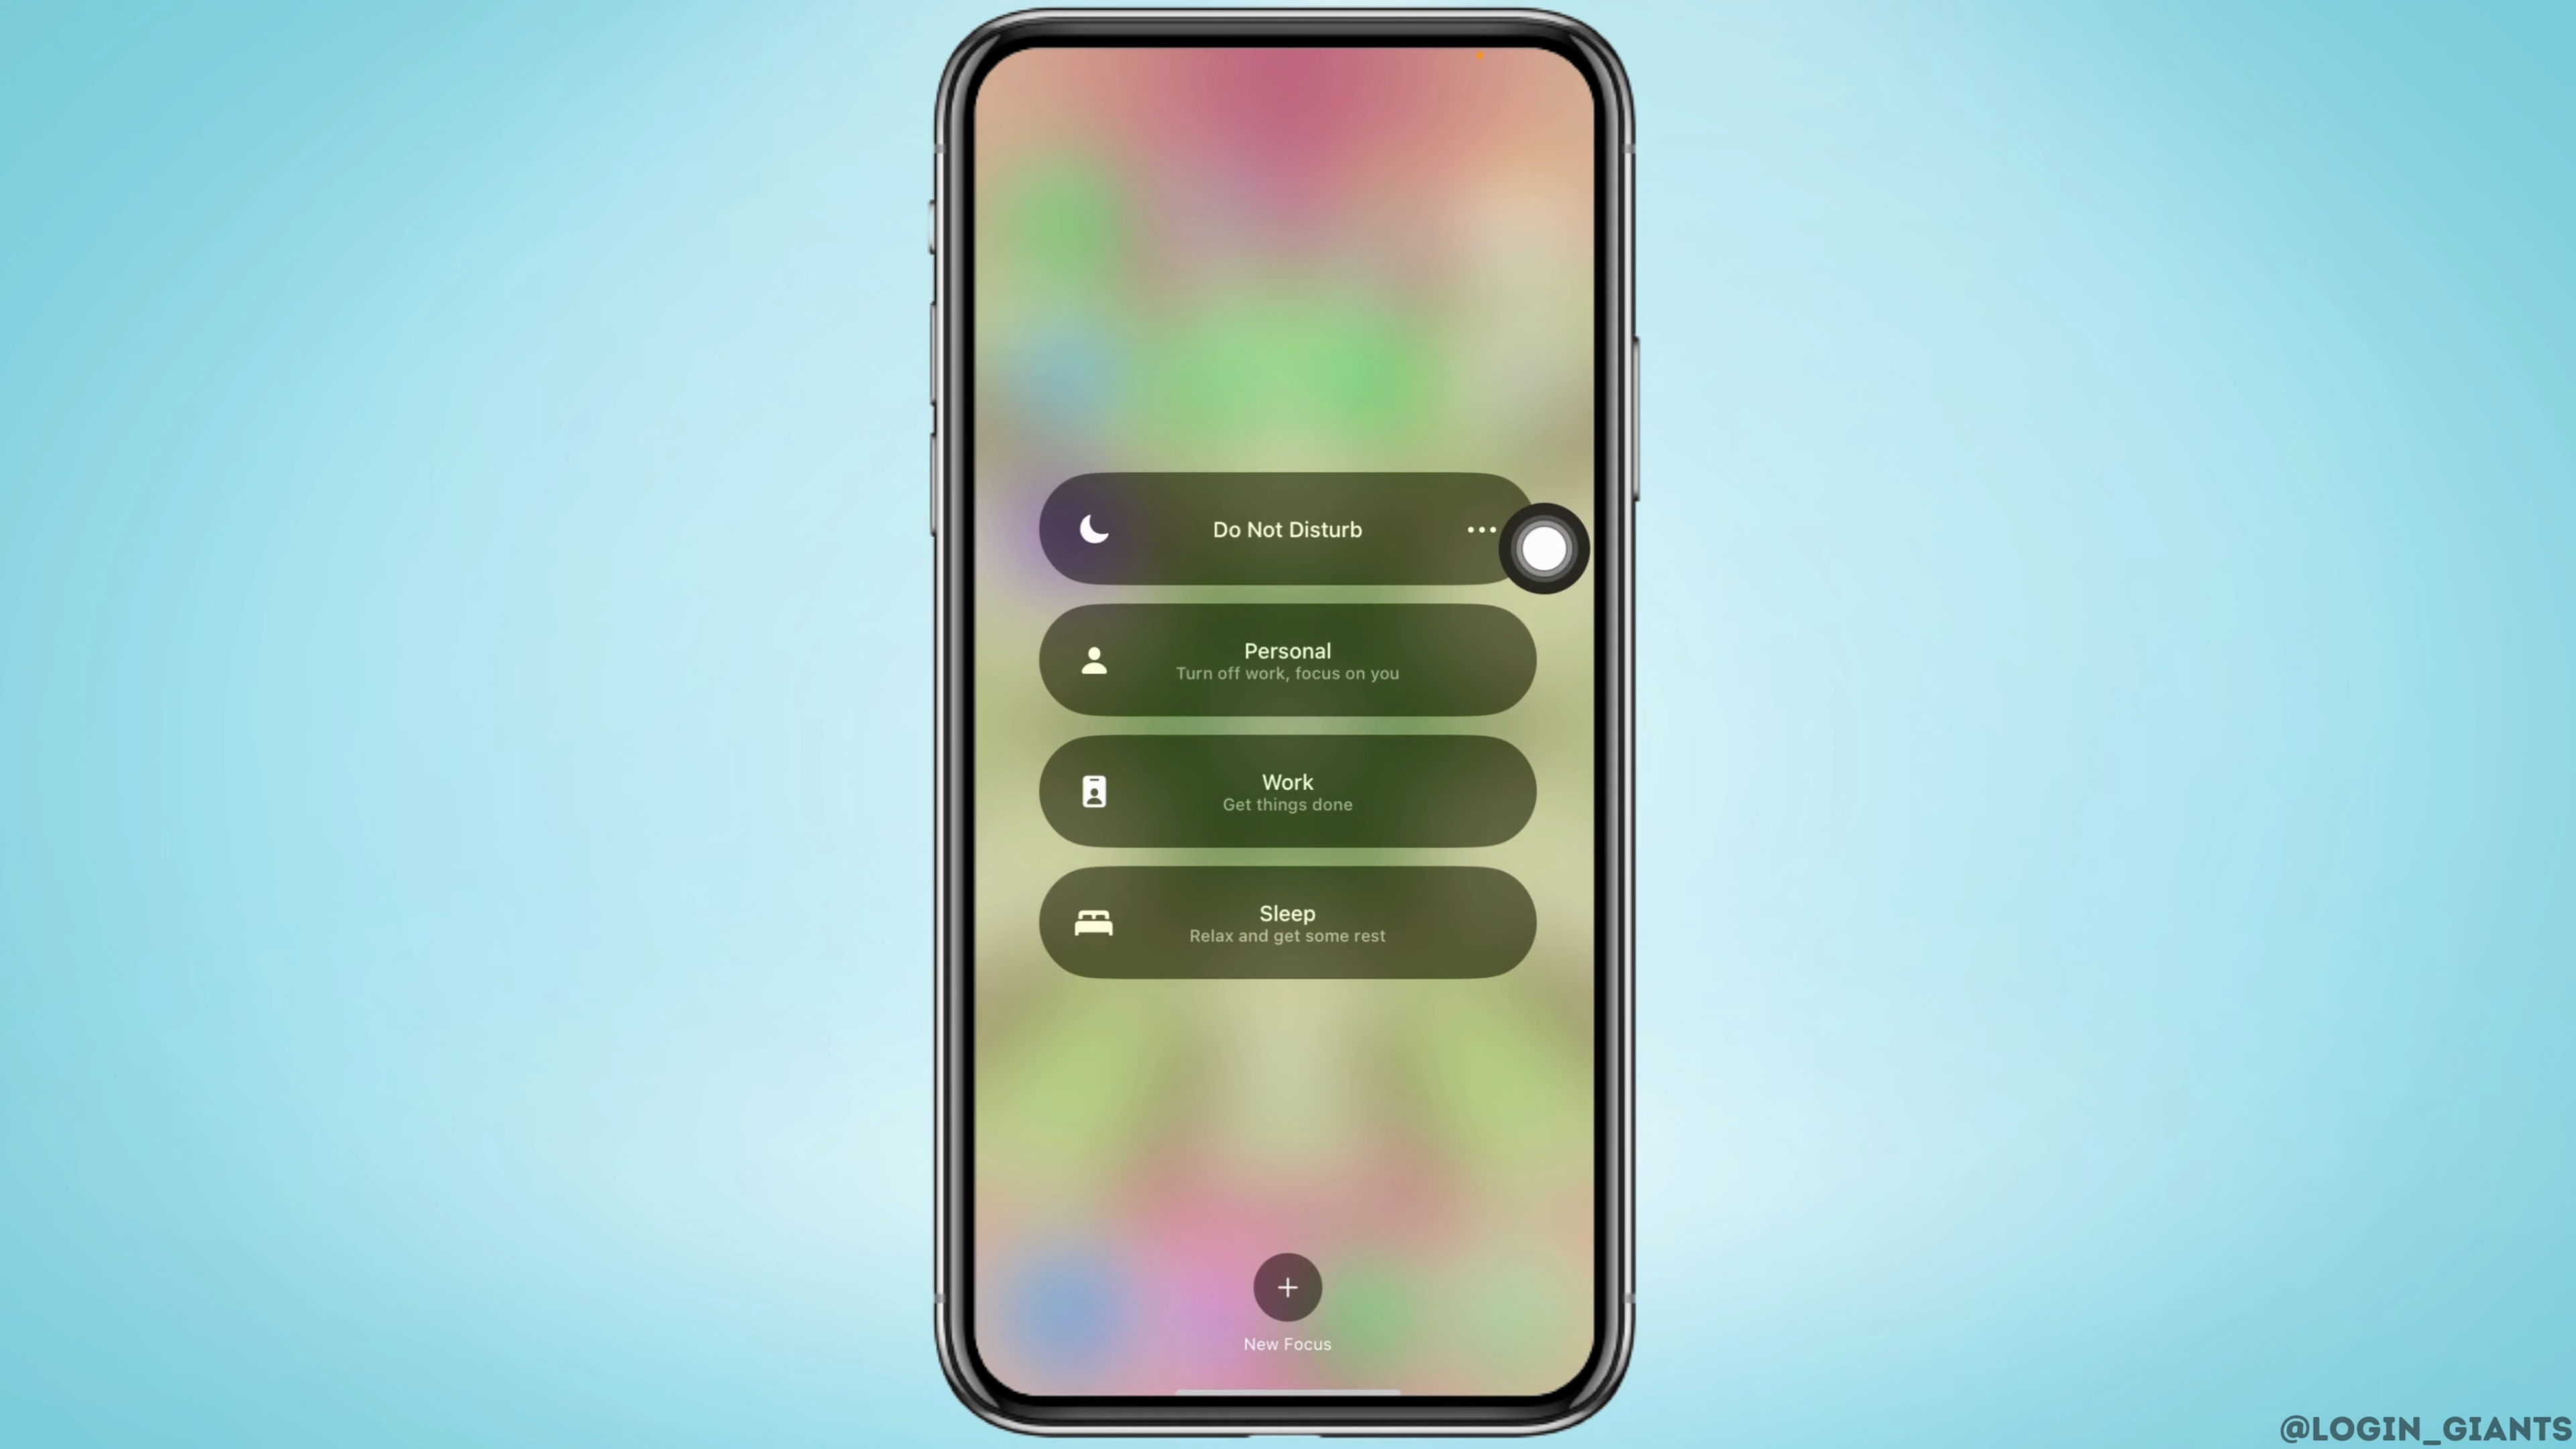 Do Not Disturb
Personal
Turn off work, focus on you
Work
Get things done
Sleep
Relax and get some rest
New Focus
@LOGIN_GIANTS